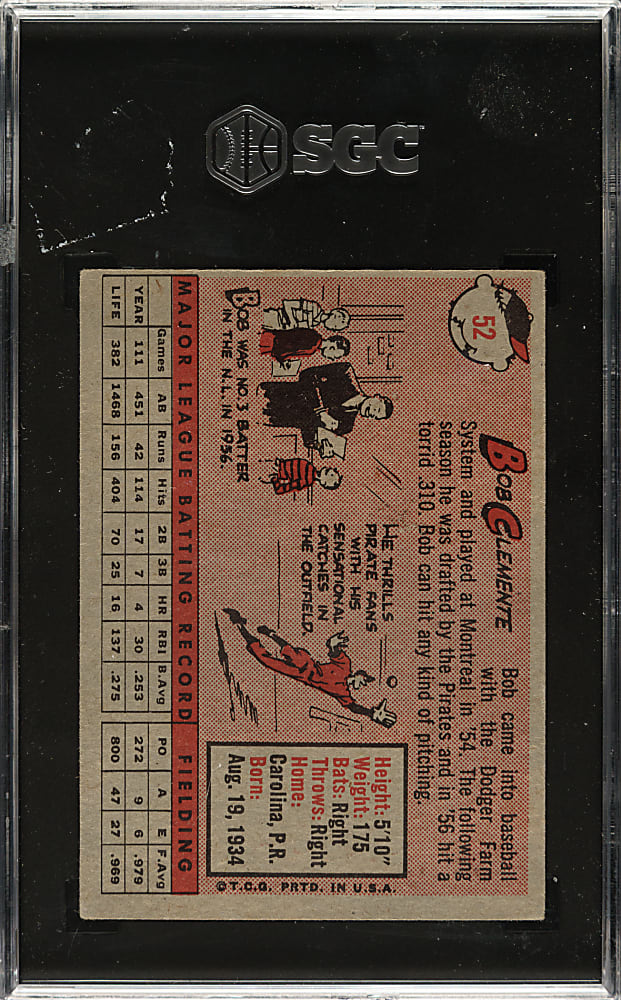 SGC
52
BOB CLEMENTE
Bob came into baseball
with the Dodger Farm
System and played at Montreal in '54. The following
season he was drafted by the Pirates and in '56 hit a
torrid .310. Bob can hit any kind of pitching.
BOB WAS NO. 3 BATTER
IN THE N.L. IN 1956.
HE THRILLS
PIRATE FANS
WITH HIS
SENSATIONAL
CATCHES IN
THE OUTFIELD.
Height: 5'10"
Weight: 175
Bats: Right
Throws: Right
Home:
Carolina, P.R.
Born:
Aug. 19, 1934
MAJOR LEAGUE BATTING RECORD FIELDING
Games AB Runs Hits 2B 3B HR RBI B.Avg PO. A E F.Avg
YEAR 111 451 42 114 17 7 4 30 .253 272 9 6 .979
LIFE 382 1468 156 404 70 25 16 137 .275 800 47 27 .969
©T.C.G. PRTD. IN U.S.A.